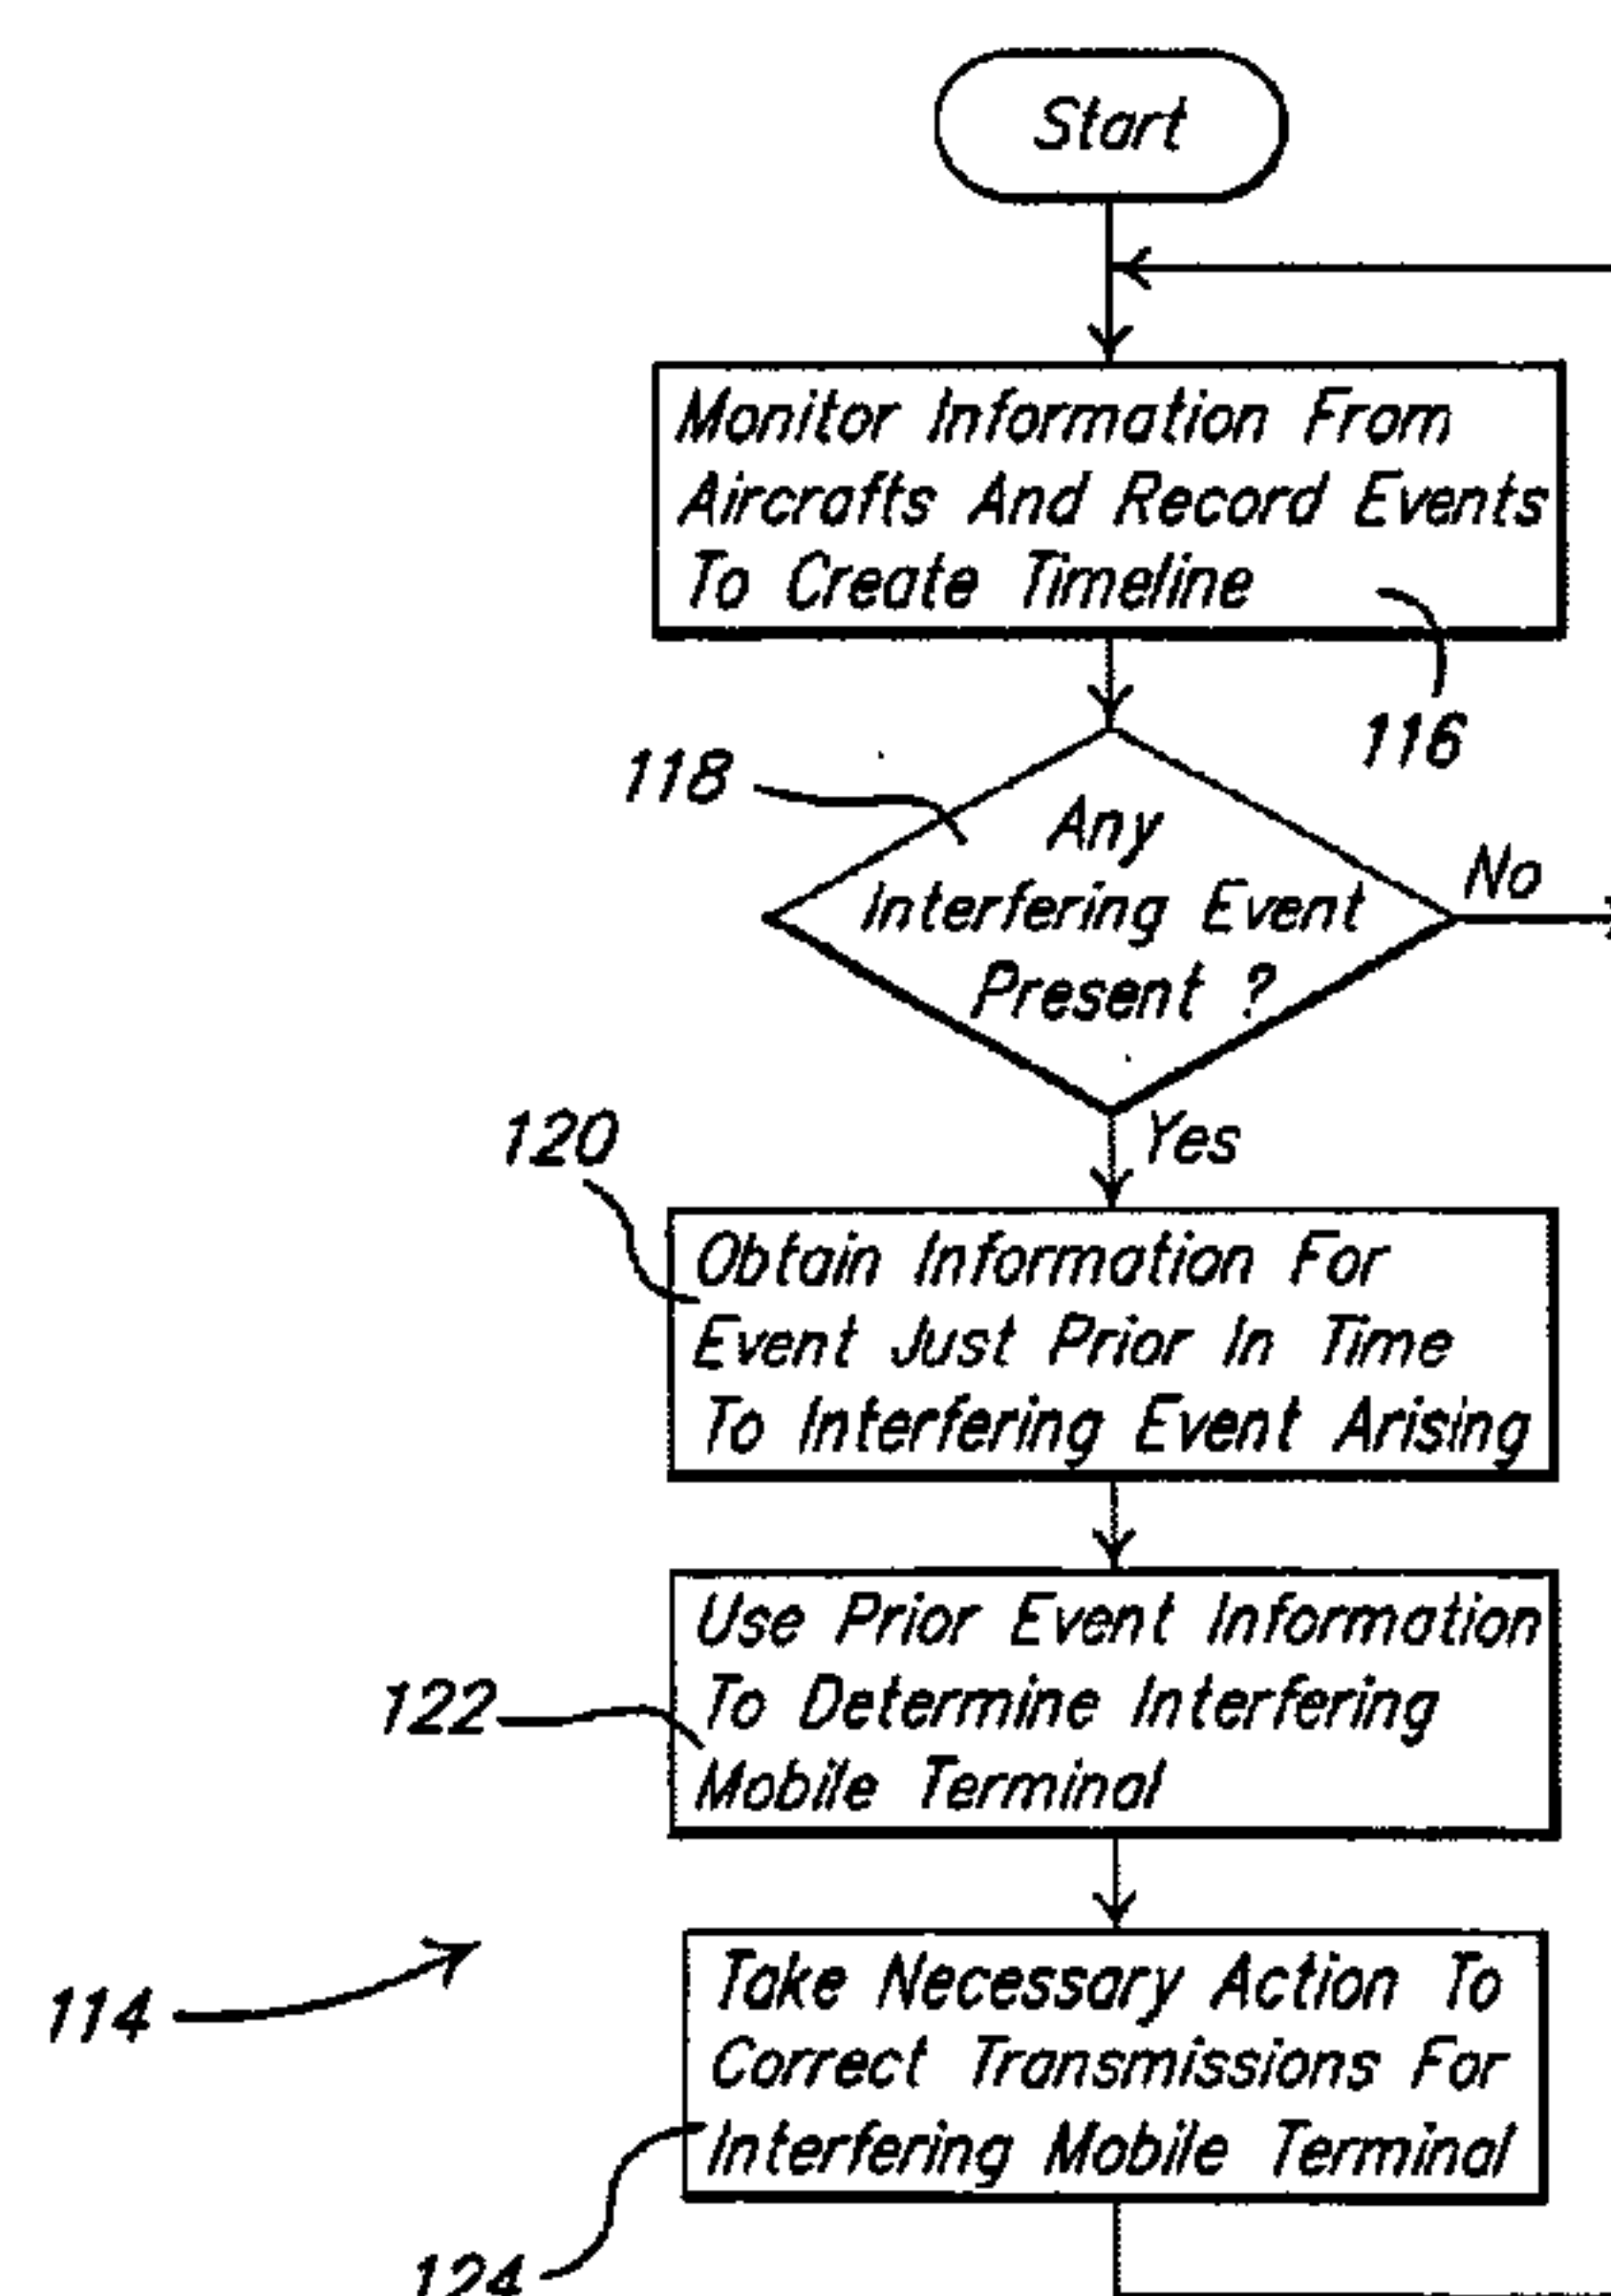 Start
Monitor Information From
Aircrafts And Record Events
To Create Timeline
116
118
Any
Interfering Event
Present ?
No
Yes
120
Obtain Information For
Event Just Prior In Time
To Interfering Event Arising
Use Prior Event Information
To Determine Interfering
Mobile Terminal
122
Take Necessary Action To
Correct Transmissions For
Interfering Mobile Terminal
114
124